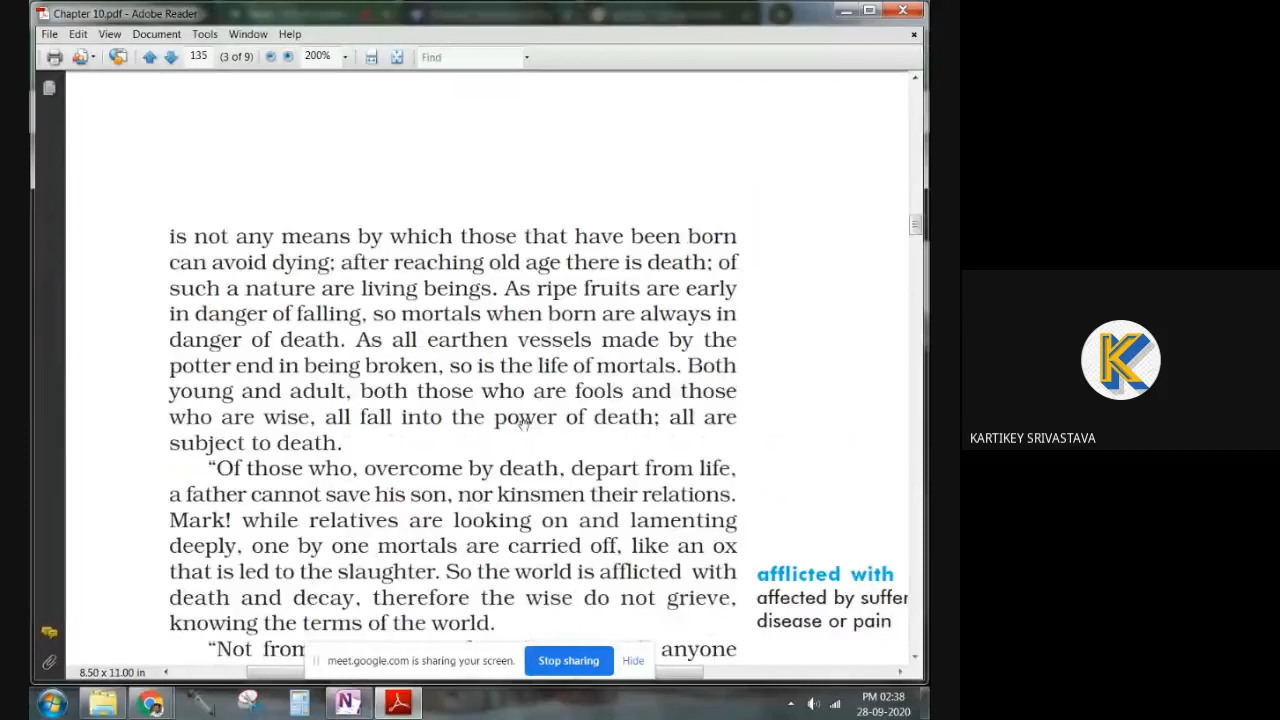 Chapter 10.pdf - Adobe Reader
File Edit View Document Tools Window Help
135 (3 of 9) 200% Find
is not any means by which those that have been born
can avoid dying; after reaching old age there is death; of
such a nature are living beings. As ripe fruits are early
in danger of falling, so mortals when born are always in
danger of death. As all earthen vessels made by the
potter end in being broken, so is the life of mortals. Both
young and adult, both those who are fools and those
who are wise, all fall into the power of death; all are
subject to death.
“Of those who, overcome by death, depart from life,
a father cannot save his son, nor kinsmen their relations.
Mark! while relatives are looking on and lamenting
deeply, one by one mortals are carried off, like an ox
that is led to the slaughter. So the world is afflicted with
death and decay, therefore the wise do not grieve,
knowing the terms of the world.
“Not from anyone
afflicted with
affected by suffer
disease or pain
meet.google.com is sharing your screen. Stop sharing Hide
8.50 x 11.00 in
PM 02:38
28-09-2020
KARTIKEY SRIVASTAVA